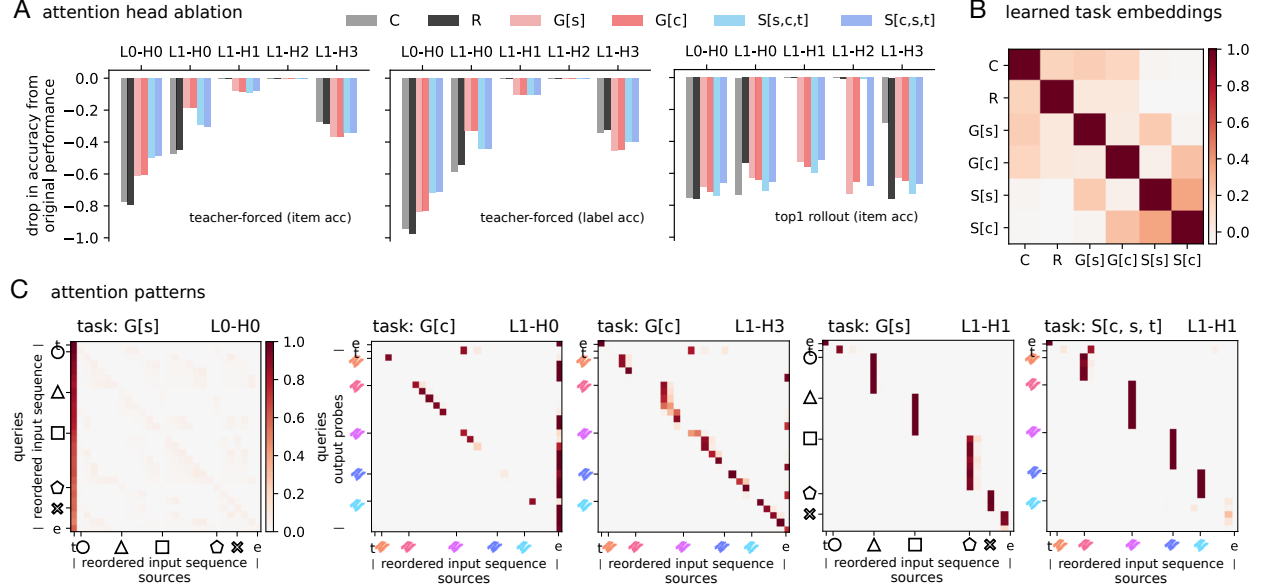 A attention head ablation
C R G[s] G[c] S[s,c,t] S[c,s,t]
L0-H0 L1-H0 L1-H1 L1-H2 L1-H3
L0-H0 L1-H0 L1-H1 L1-H2 L1-H3
L0-H0 L1-H0 L1-H1 L1-H2 L1-H3
drop in accuracy from
original performance
0.0
−0.2
−0.4
−0.6
−0.8
−1.0
teacher-forced (item acc)
teacher-forced (label acc)
top1 rollout (item acc)
B learned task embeddings
C
R
G[s]
G[c]
S[s]
S[c]
C R G[s] G[c] S[s] S[c]
1.0
0.8
0.6
0.4
0.2
0.0
C attention patterns
task: G[s] L0-H0
queries
| reordered input sequence |
t
e
t e
| reordered input sequence |
sources
1.0
0.8
0.6
0.4
0.2
0.0
task: G[c] L1-H0
queries
| output probes |
t e
| reordered input sequence |
sources
task: G[c] L1-H3
e
t
t e
| reordered input sequence |
sources
task: G[s] L1-H1
e
t
t e
| reordered input sequence |
sources
task: S[c, s, t] L1-H1
e
t
t e
| reordered input sequence |
sources